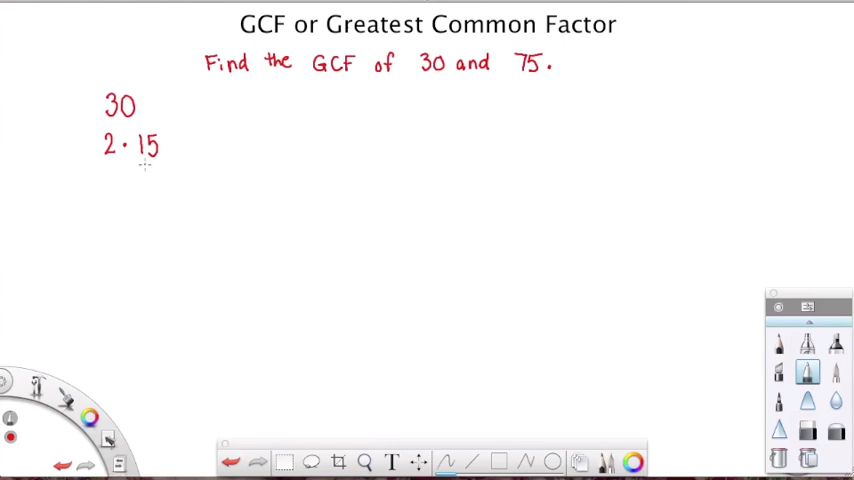 GCF or Greatest Common Factor
Find the GCF of 30 and 75.
30
2 · 15
T